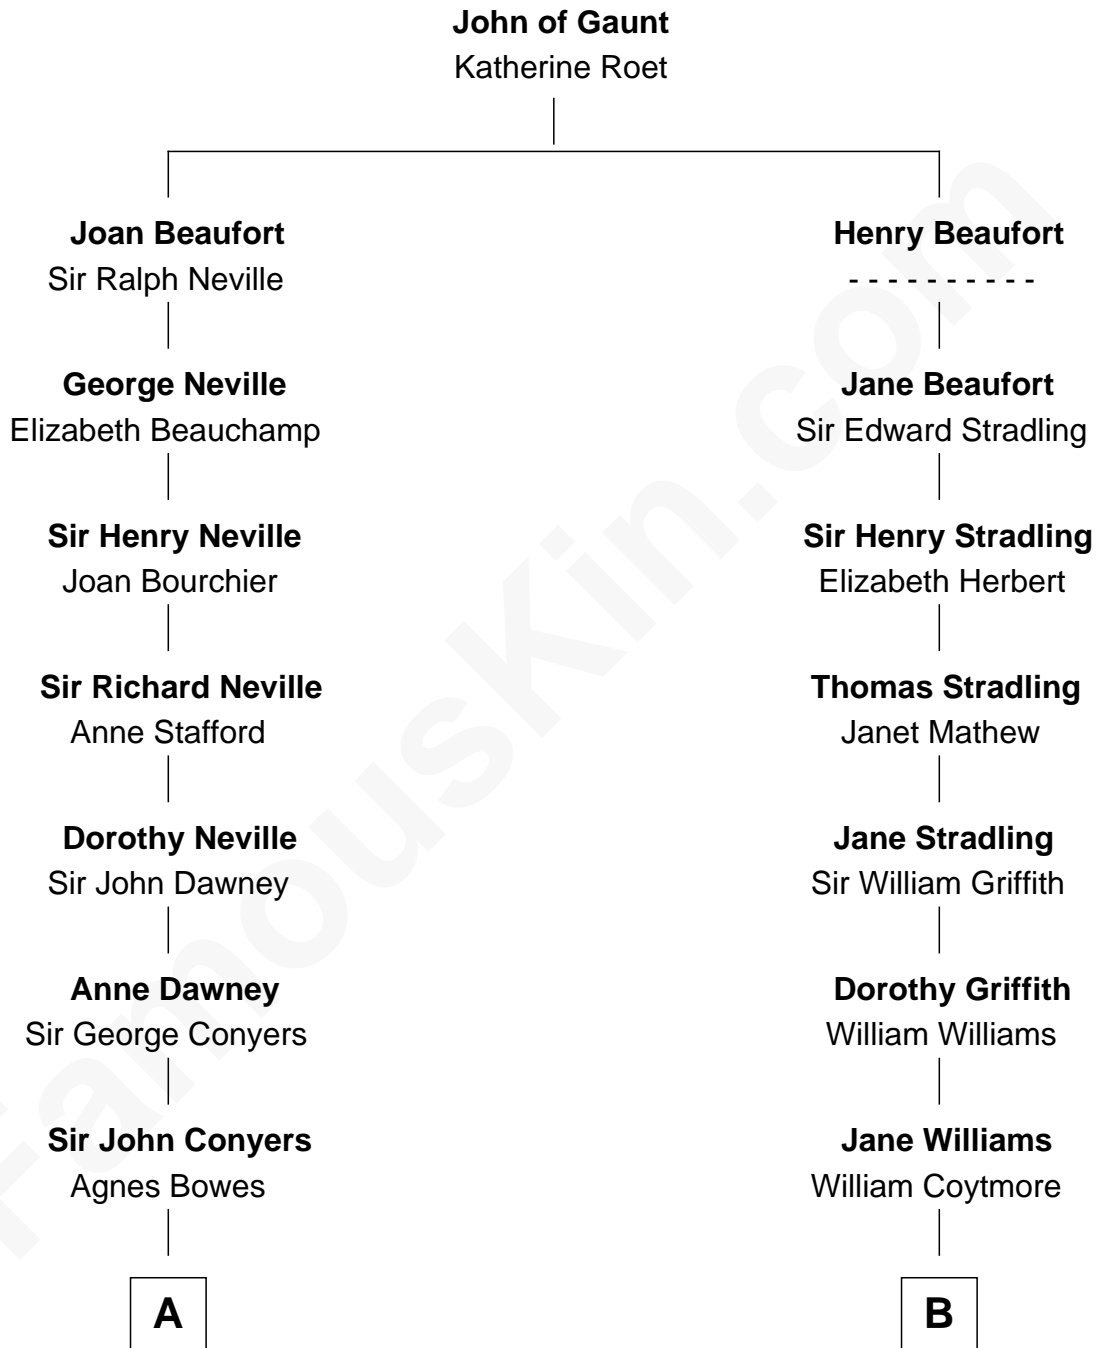 John of Gaunt
Katherine Roet
Joan Beaufort
Sir Ralph Neville
George Neville
Elizabeth Beauchamp
Sir Henry Neville
Joan Bourchier
Sir Richard Neville
Anne Stafford
Dorothy Neville
Sir John Dawney
Anne Dawney
Sir George Conyers
Sir John Conyers
Agnes Bowes
A
Henry Beaufort
- - - - - - - - - -
Jane Beaufort
Sir Edward Stradling
Sir Henry Stradling
Elizabeth Herbert
Thomas Stradling
Janet Mathew
Jane Stradling
Sir William Griffith
Dorothy Griffith
William Williams
Jane Williams
William Coytmore
B
FamousKin.com